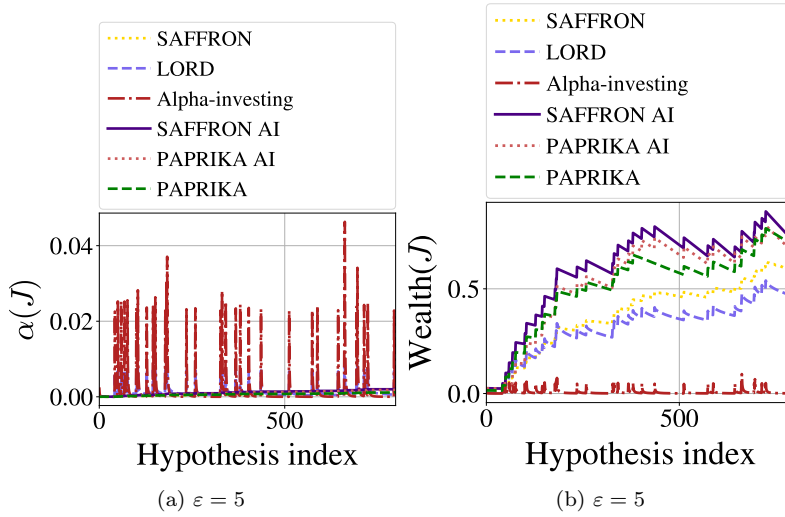 SAFFRON
LORD
Alpha-investing
SAFFRON AI
PAPRIKA AI
PAPRIKA
0.04
0.02
0.00
α(J)
0
500
Hypothesis index
(a) ε = 5
SAFFRON
LORD
Alpha-investing
SAFFRON AI
PAPRIKA AI
PAPRIKA
0.5
0.0
Wealth(J)
0
500
Hypothesis index
(b) ε = 5